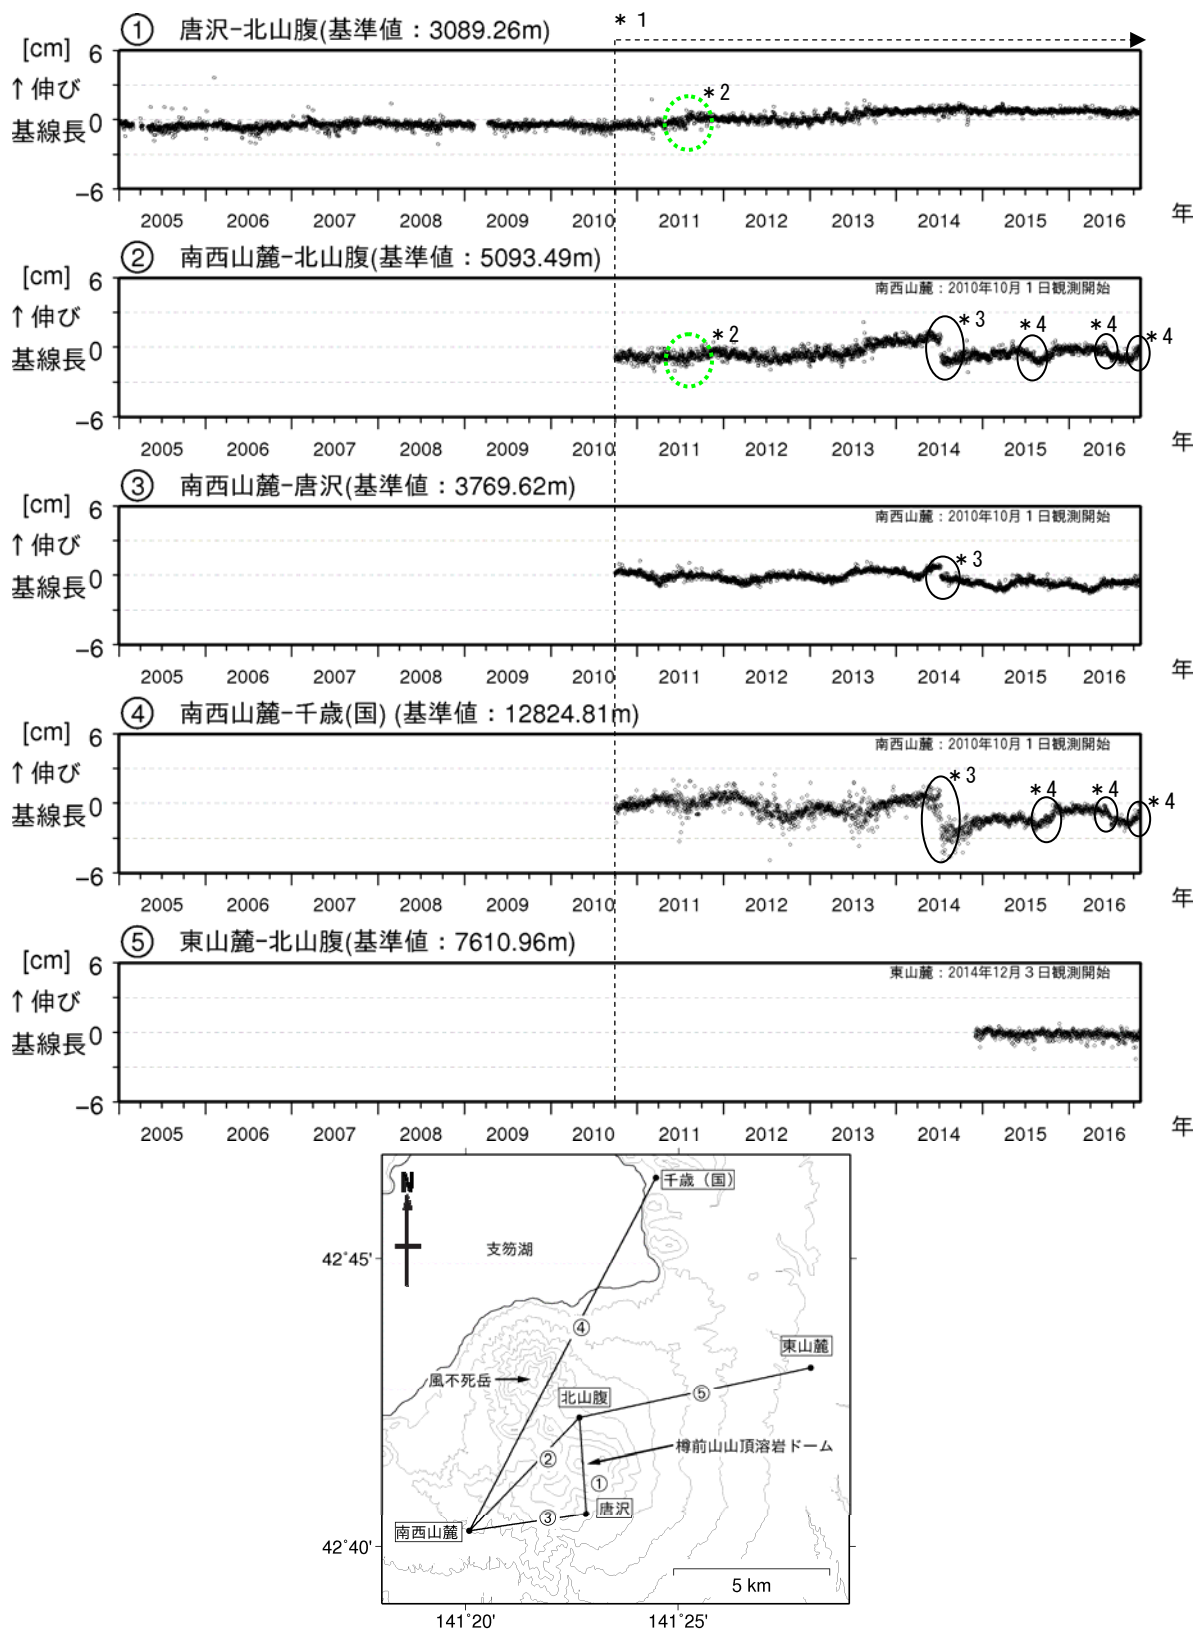 ① 唐沢−北山腹(基準値：3089.26m)
＊1
[cm] 6
↑伸び
基線長 0
−6
＊2
2005 2006 2007 2008 2009 2010 2011 2012 2013 2014 2015 2016 年
② 南西山麓−北山腹(基準値：5093.49m)
[cm] 6
↑伸び
基線長 0
−6
南西山麓：2010年10月１日観測開始
＊2 ＊3 ＊4 ＊4 ＊4
2005 2006 2007 2008 2009 2010 2011 2012 2013 2014 2015 2016 年
③ 南西山麓−唐沢(基準値：3769.62m)
[cm] 6
↑伸び
基線長 0
−6
南西山麓：2010年10月１日観測開始
＊3
2005 2006 2007 2008 2009 2010 2011 2012 2013 2014 2015 2016 年
④ 南西山麓−千歳(国) (基準値：12824.81m)
[cm] 6
↑伸び
基線長 0
−6
南西山麓：2010年10月１日観測開始
＊3 ＊4 ＊4 ＊4
2005 2006 2007 2008 2009 2010 2011 2012 2013 2014 2015 2016 年
⑤ 東山麓−北山腹(基準値：7610.96m)
[cm] 6
↑伸び
基線長 0
−6
東山麓：2014年12月３日観測開始
2005 2006 2007 2008 2009 2010 2011 2012 2013 2014 2015 2016 年
N
千歳（国）
支笏湖
42˚45'
④
東山麓
風不死岳
北山腹
⑤
②
樽前山山頂溶岩ドーム
①
唐沢
③
南西山麓
42˚40'
5 km
141˚20' 141˚25'